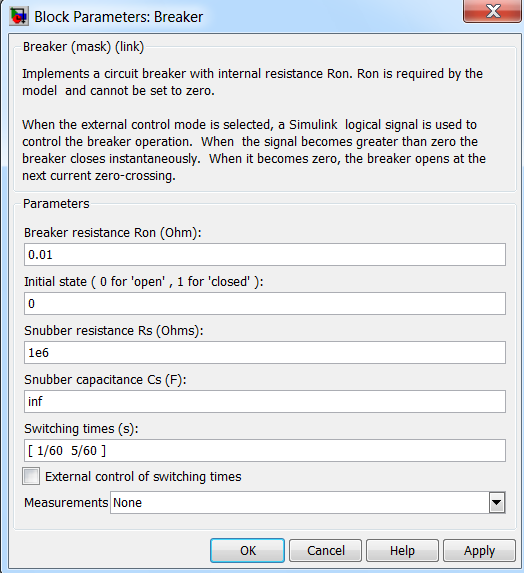 Block Parameters: Breaker
Breaker (mask) (link)
Implements a circuit breaker with internal resistance Ron. Ron is required by the
model  and cannot be set to zero.
When the external control mode is selected, a Simulink  logical signal is used to
control the breaker operation.  When  the signal becomes greater than zero the
breaker closes instantaneously.  When it becomes zero, the breaker opens at the
next current zero-crossing.
Parameters
Breaker resistance Ron (Ohm):
0.01
Initial state ( 0 for 'open' , 1 for 'closed' ):
0
Snubber resistance Rs (Ohms):
1e6
Snubber capacitance Cs (F):
inf
Switching times (s):
[ 1/60  5/60 ]
External control of switching times
Measurements None
OK Cancel Help Apply